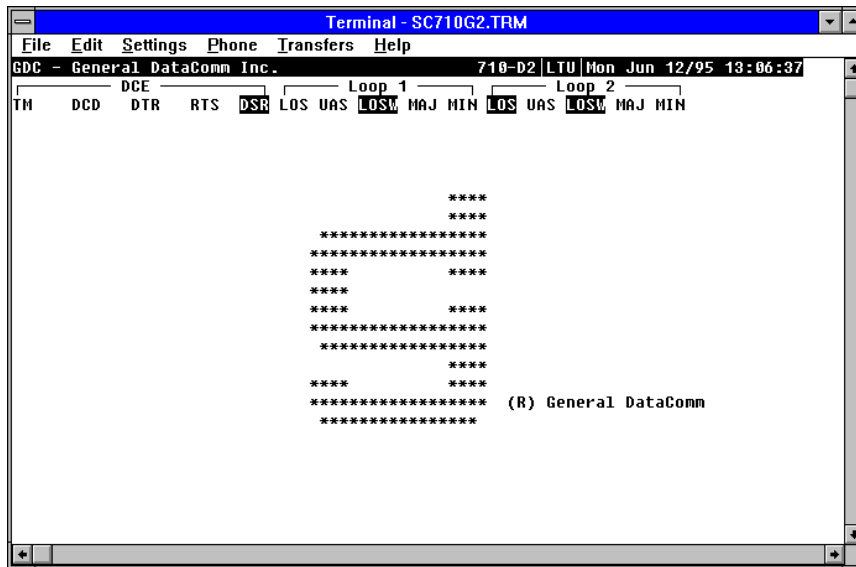 Terminal - SC710G2.TRM
File Edit Settings Phone Transfers Help
GDC - General DataComm Inc. 710-D2|LTU|Mon Jun 12/95 13:06:37
DCE Loop 1 Loop 2
TM DCD DTR RTS DSR LOS UAS LOSW MAJ MIN LOS UAS LOSW MAJ MIN
****
****
*****************
******************
**** ****
****
**** ****
******************
*****************
****
**** ****
****************** (R) General DataComm
****************